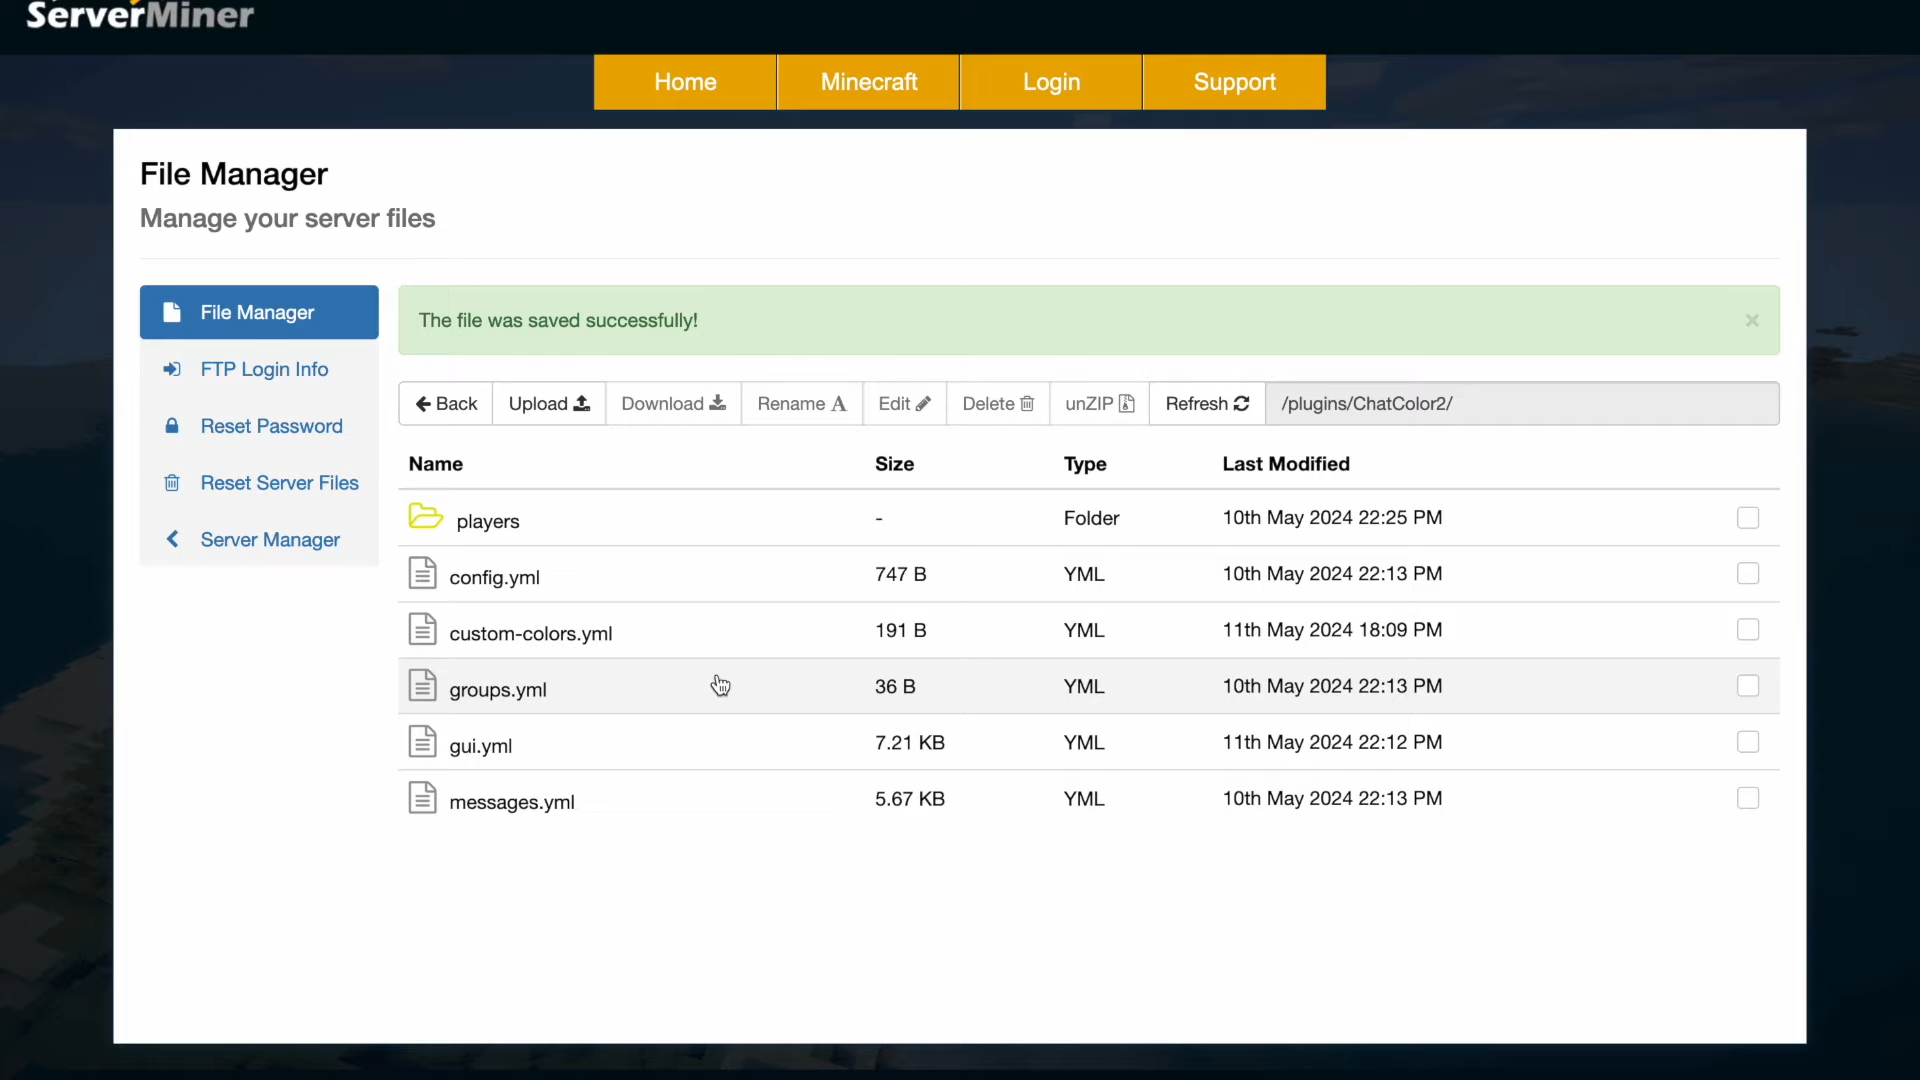 ServerMiner
Home Minecraft Login Support
File Manager
Manage your server files
File Manager
FTP Login Info
Reset Password
Reset Server Files
Server Manager
The file was saved successfully! ×
Back Upload Download Rename Edit Delete unZIP Refresh /plugins/ChatColor2/
Name Size Type Last Modified
players - Folder 10th May 2024 22:25 PM
config.yml 747 B YML 10th May 2024 22:13 PM
custom-colors.yml 191 B YML 11th May 2024 18:09 PM
groups.yml 36 B YML 10th May 2024 22:13 PM
gui.yml 7.21 KB YML 11th May 2024 22:12 PM
messages.yml 5.67 KB YML 10th May 2024 22:13 PM